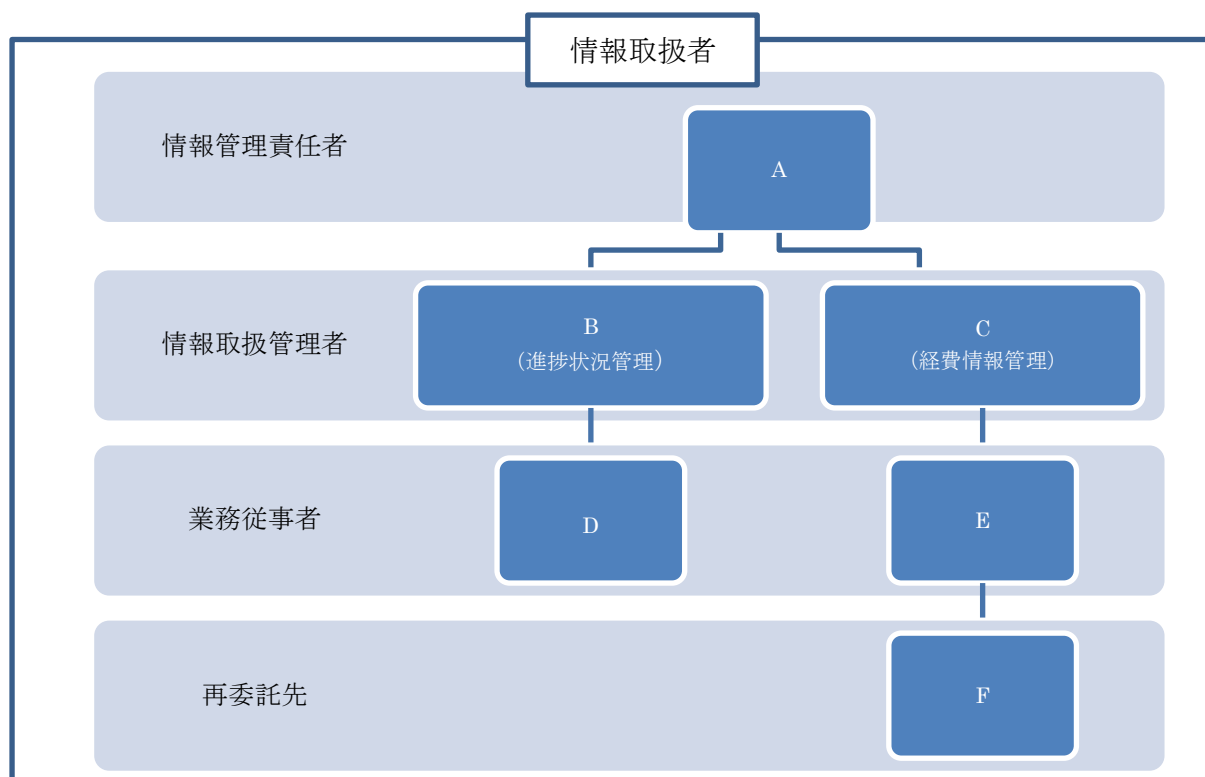 情報取扱者
情報管理責任者
A
情報取扱管理者
B
(進捗状況管理)
C
(経費情報管理)
業務従事者
D
E
再委託先
F